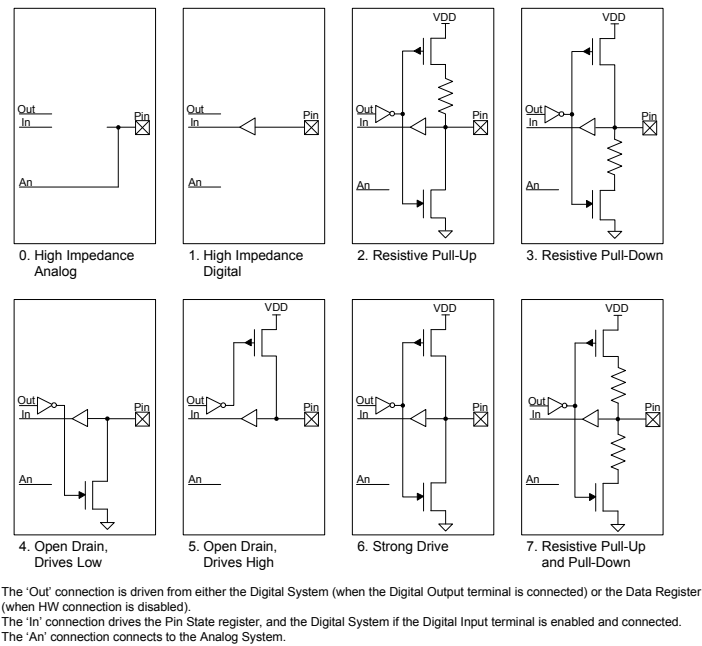 Out
In
Pin
An
0. High Impedance
Analog
Out
In
Pin
An
1. High Impedance
Digital
VDD
Out
In
Pin
An
2. Resistive Pull-Up
VDD
Out
In
Pin
An
3. Resistive Pull-Down
Out
In
Pin
An
4. Open Drain,
Drives Low
VDD
Out
In
Pin
An
5. Open Drain,
Drives High
VDD
Out
In
Pin
An
6. Strong Drive
VDD
Out
In
Pin
An
7. Resistive Pull-Up
and Pull-Down
The ‘Out’ connection is driven from either the Digital System (when the Digital Output terminal is connected) or the Data Register
(when HW connection is disabled).
The ‘In’ connection drives the Pin State register, and the Digital System if the Digital Input terminal is enabled and connected.
The ‘An’ connection connects to the Analog System.